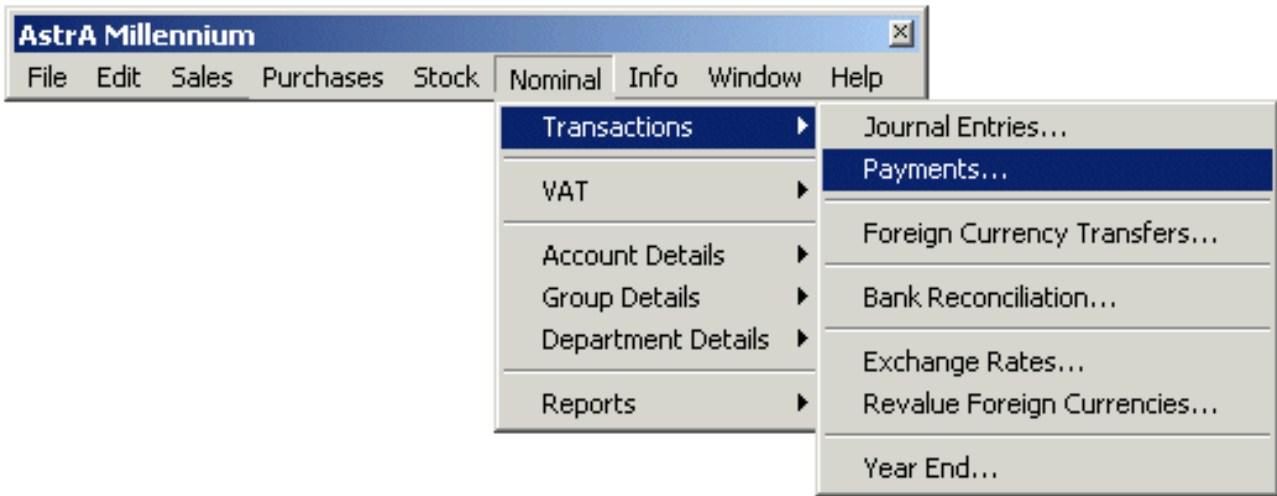 AstrA Millennium
File Edit Sales Purchases Stock Nominal Info Window Help
Transactions
VAT
Account Details
Group Details
Department Details
Reports
Journal Entries...
Payments...
Foreign Currency Transfers...
Bank Reconciliation...
Exchange Rates...
Revalue Foreign Currencies...
Year End...